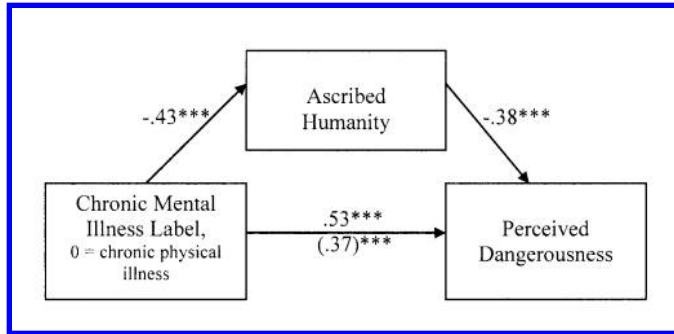 Ascribed
Humanity
-.43***
-.38***
Chronic Mental
Illness Label,
0 = chronic physical
illness
.53***
(.37)***
Perceived
Dangerousness